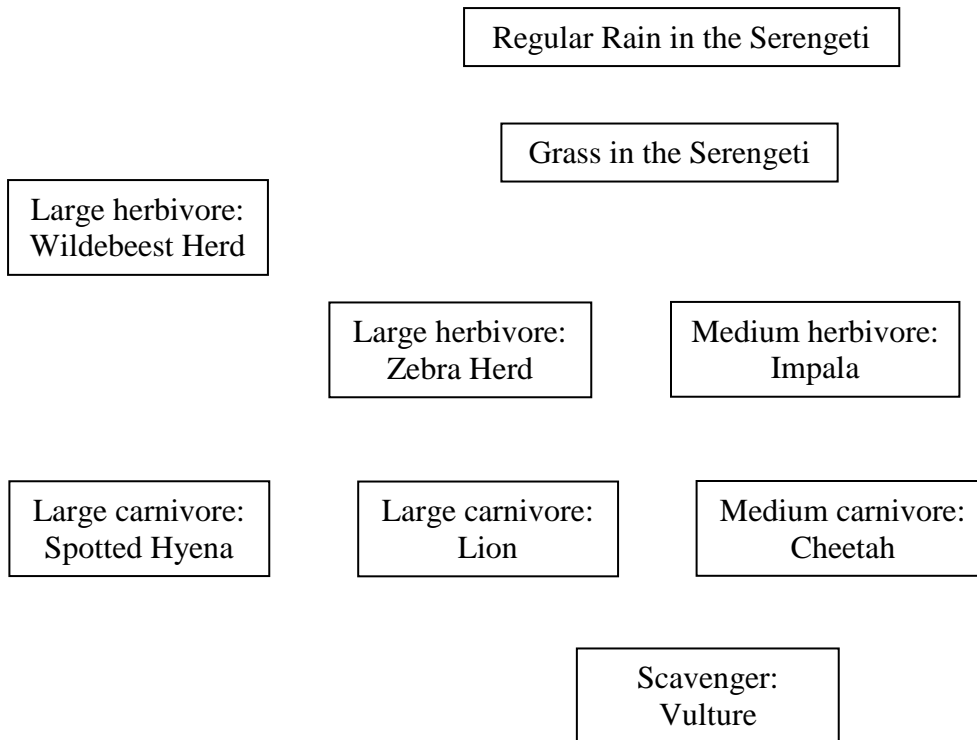 Regular Rain in the Serengeti
Grass in the Serengeti
Large herbivore:
Wildebeest Herd
Large herbivore:
Zebra Herd
Medium herbivore:
Impala
Large carnivore:
Spotted Hyena
Large carnivore:
Lion
Medium carnivore:
Cheetah
Scavenger:
Vulture